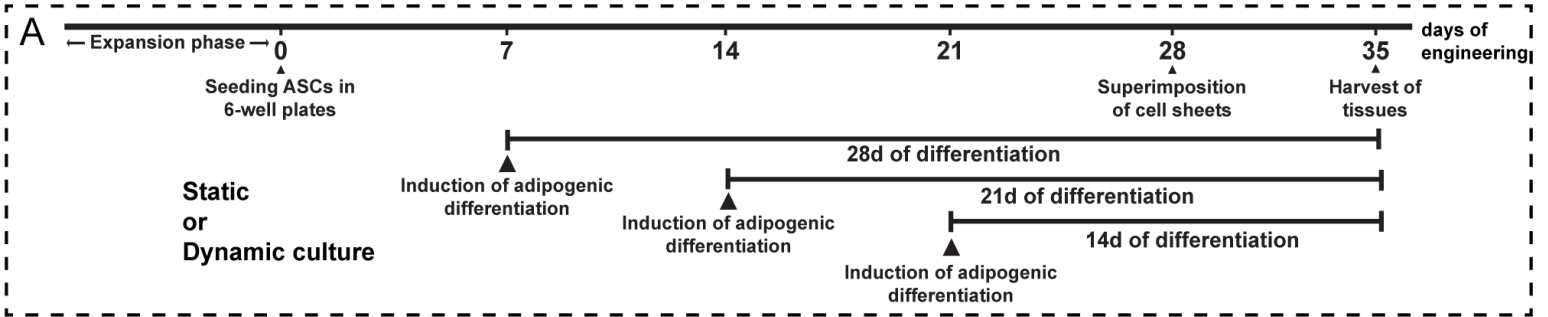 A
← Expansion phase →
0
7
14
21
28
35
days of
engineering
Seeding ASCs in
6-well plates
Superimposition
of cell sheets
Harvest of
tissues
28d of differentiation
Induction of adipogenic
differentiation
21d of differentiation
Induction of adipogenic
differentiation
14d of differentiation
Induction of adipogenic
differentiation
Static
or
Dynamic culture